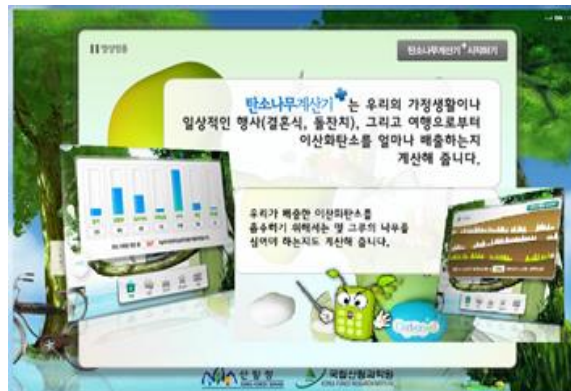 탄소나무계산기+시작하기
탄소나무계산기+는 우리의 가정생활이나
일상적인 행사(결혼식, 돌잔치), 그리고 여행으로부터
이산화탄소를 얼마나 배출하는지
계산해 줍니다.
우리가 배출한 이산화탄소를
흡수하기 위해서는 몇 그루의 나무를
심어야 하는지도 계산해 줍니다.
산림청
국립산림과학원